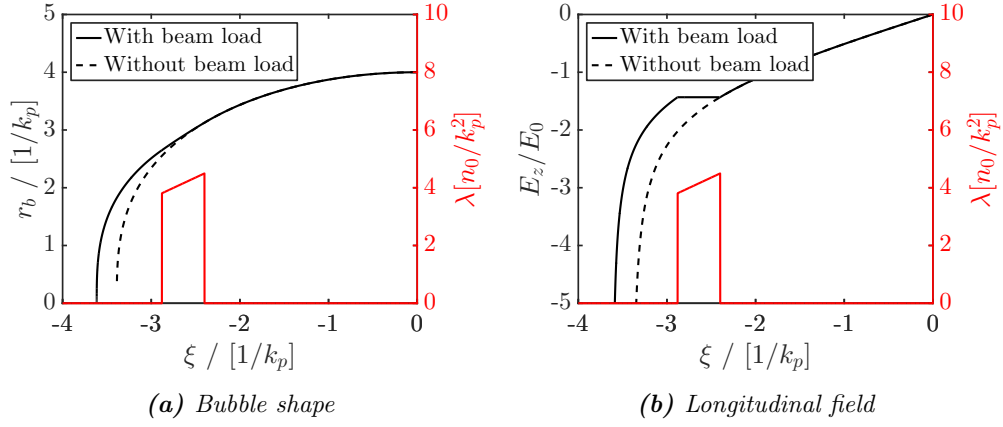 With beam load
Without beam load
r_b / [1/k_p]
5
4
3
2
1
0
10
8
6
4
2
0
λ[n_0/k_p^2]
-4
-3
-2
-1
0
ξ / [1/k_p]
(a) Bubble shape
With beam load
Without beam load
E_z/E_0
0
-1
-2
-3
-4
-5
10
8
6
4
2
0
λ[n_0/k_p^2]
-4
-3
-2
-1
0
ξ / [1/k_p]
(b) Longitudinal field